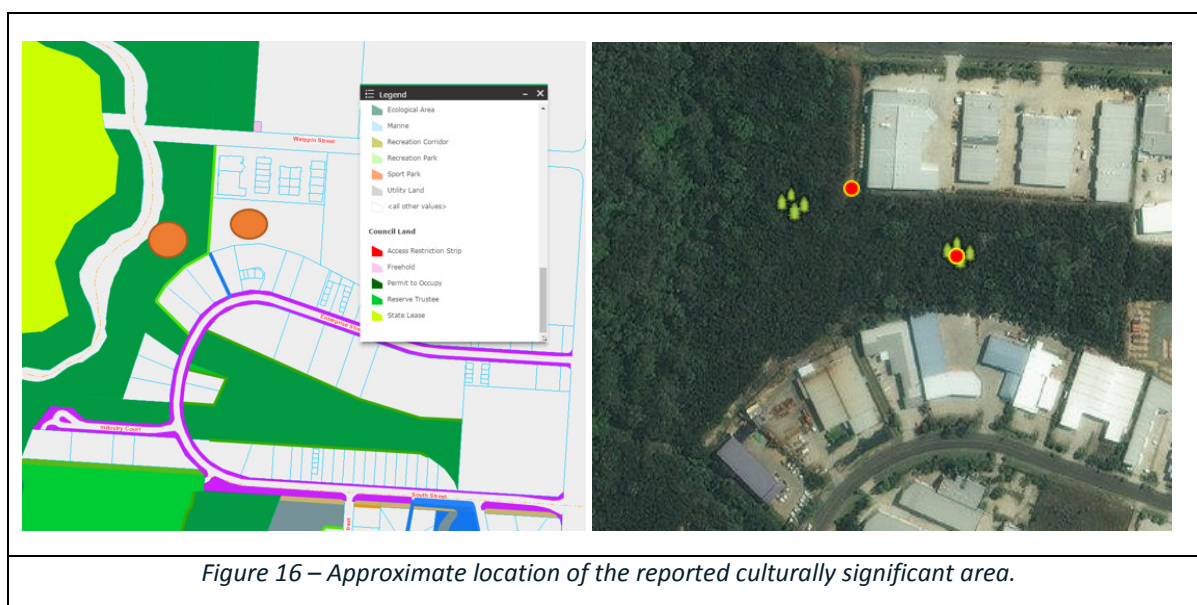 Legend
Ecological Area
Marine
Recreation Corridor
Recreation Park
Sport Park
Utility Land
<all other values>
Council Land
Access Restriction Strip
Freehold
Permit to Occupy
Reserve Trustee
State Lease
Enterprise Stre
Industry Court
South Street
Street
Figure 16 – Approximate location of the reported culturally significant area.